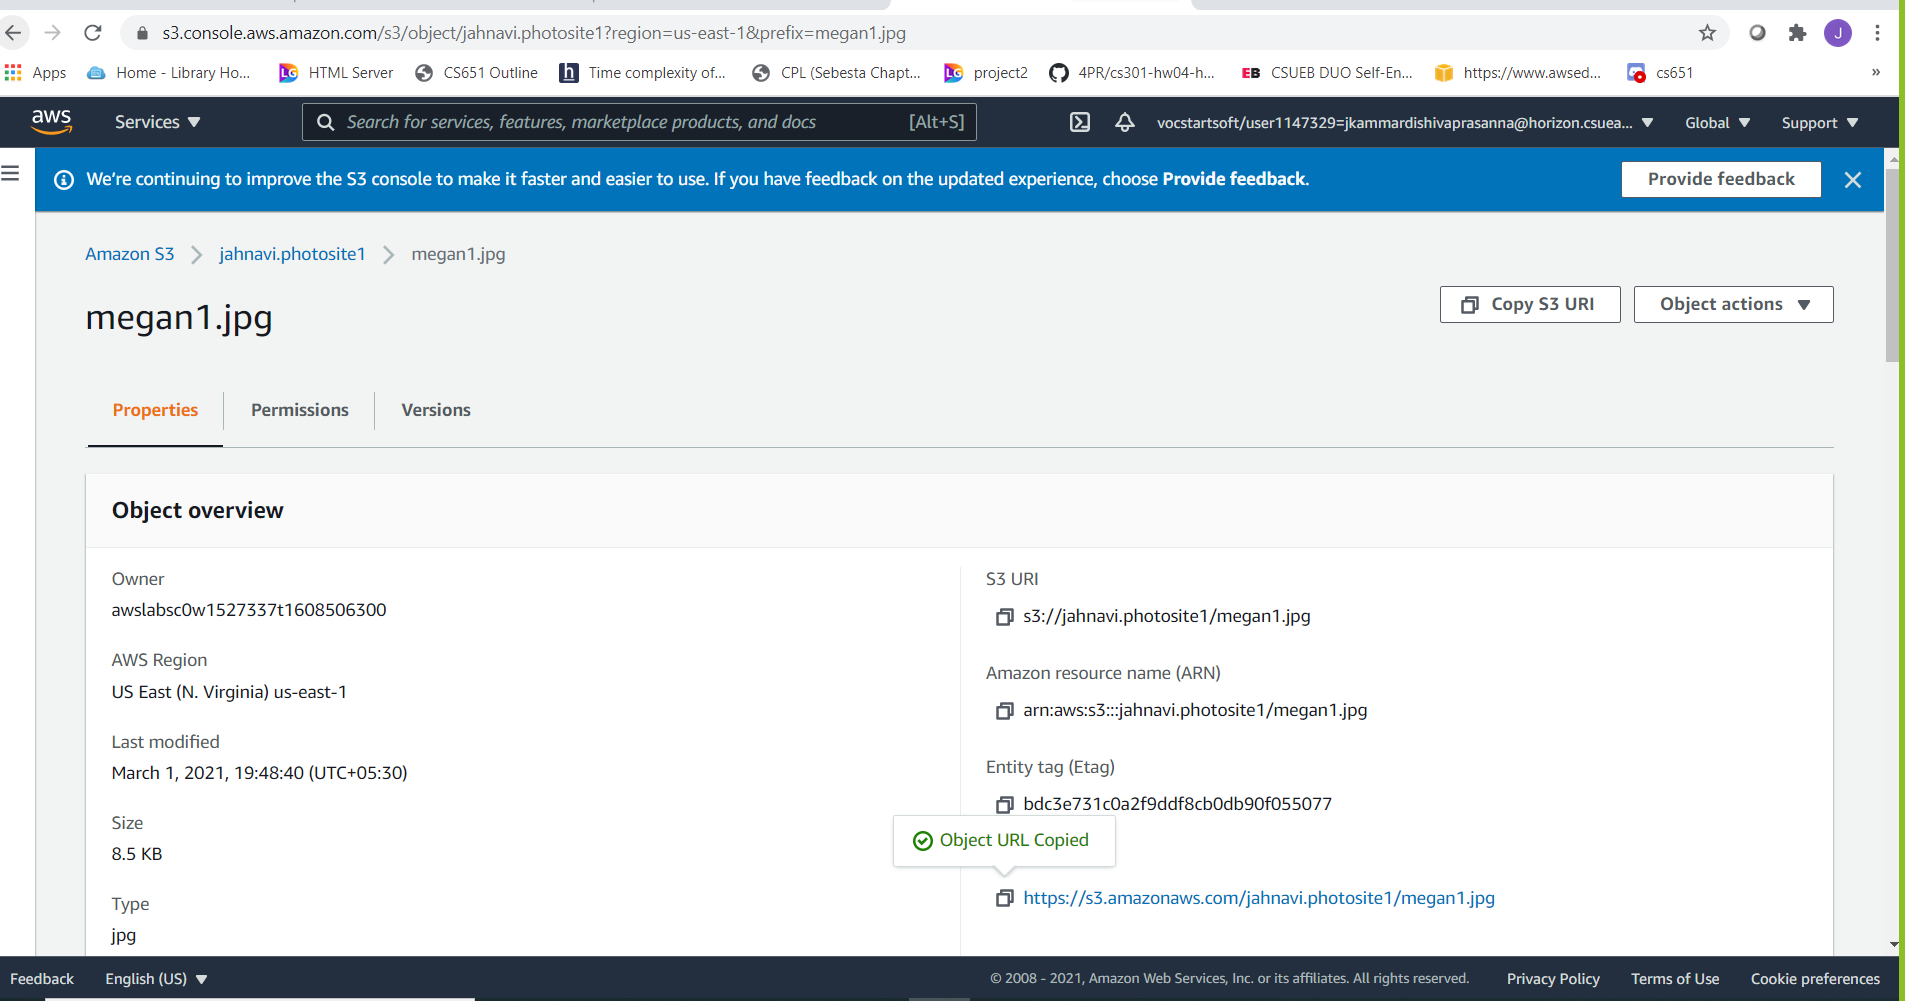 s3.console.aws.amazon.com/s3/object/jahnavi.photosite1?region=us-east-1&prefix=megan1.jpg
J
Apps Home - Library Ho... LG HTML Server CS651 Outline h Time complexity of... CPL (Sebesta Chapt... LG project2 4PR/cs301-hw04-h... EB CSUEB DUO Self-En... https://www.awsed... cs651 »
aws Services Search for services, features, marketplace products, and docs [Alt+S] vocstartsoft/user1147329=jkammardishivaprasanna@horizon.csuea... Global Support
We're continuing to improve the S3 console to make it faster and easier to use. If you have feedback on the updated experience, choose Provide feedback. Provide feedback
Amazon S3 jahnavi.photosite1 megan1.jpg
megan1.jpg
Copy S3 URI Object actions
Properties Permissions Versions
Object overview
Owner
awslabsc0w1527337t1608506300
AWS Region
US East (N. Virginia) us-east-1
Last modified
March 1, 2021, 19:48:40 (UTC+05:30)
Size
8.5 KB
Type
jpg
S3 URI
s3://jahnavi.photosite1/megan1.jpg
Amazon resource name (ARN)
arn:aws:s3:::jahnavi.photosite1/megan1.jpg
Entity tag (Etag)
bdc3e731c0a2f9ddf8cb0db90f055077
Object URL Copied
https://s3.amazonaws.com/jahnavi.photosite1/megan1.jpg
Feedback English (US) © 2008 - 2021, Amazon Web Services, Inc. or its affiliates. All rights reserved. Privacy Policy Terms of Use Cookie preferences